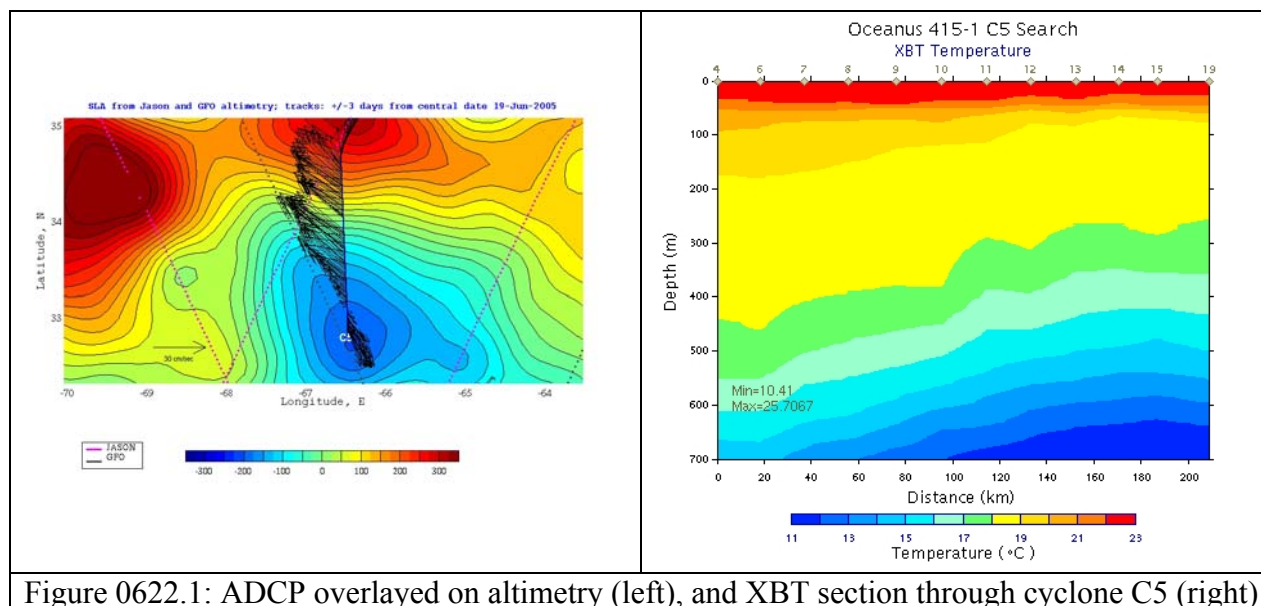 SLA from Jason and GFO altimetry; tracks: +/-3 days from central date 19-Jun-2005
35
34
33
Latitude, N
C5
30 cm/sec
-70 -69 -68 -67 -66 -65 -64
Longitude, E
JASON
GFO
-300 -200 -100 0 100 200 300
Oceanus 415-1 C5 Search
XBT Temperature
4 6 7 8 9 10 11 12 13 14 15 19
0
100
200
300
400
500
600
700
Depth (m)
Min=10.41
Max=25.7067
0 20 40 60 80 100 120 140 160 180 200
Distance (km)
11 13 15 17 19 21 23
Temperature (°C)
Figure 0622.1: ADCP overlayed on altimetry (left), and XBT section through cyclone C5 (right)